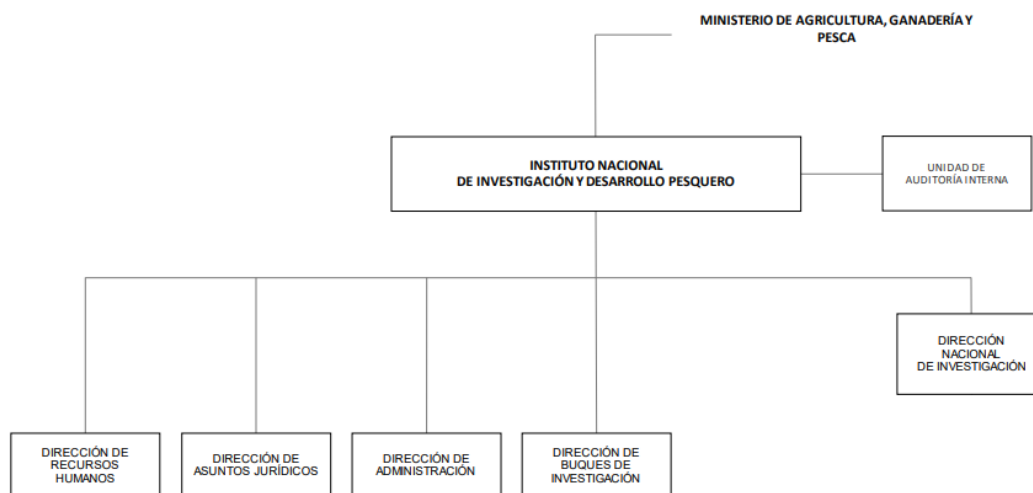 MINISTERIO DE AGRICULTURA, GANADERÍA Y
PESCA
INSTITUTO NACIONAL
DE INVESTIGACIÓN Y DESARROLLO PESQUERO
UNIDAD DE
AUDITORÍA INTERNA
DIRECCIÓN
NACIONAL
DE INVESTIGACIÓN
DIRECCIÓN DE
RECURSOS
HUMANOS
DIRECCIÓN DE
ASUNTOS JURÍDICOS
DIRECCIÓN DE
ADMINISTRACIÓN
DIRECCIÓN DE
BUQUES DE
INVESTIGACIÓN